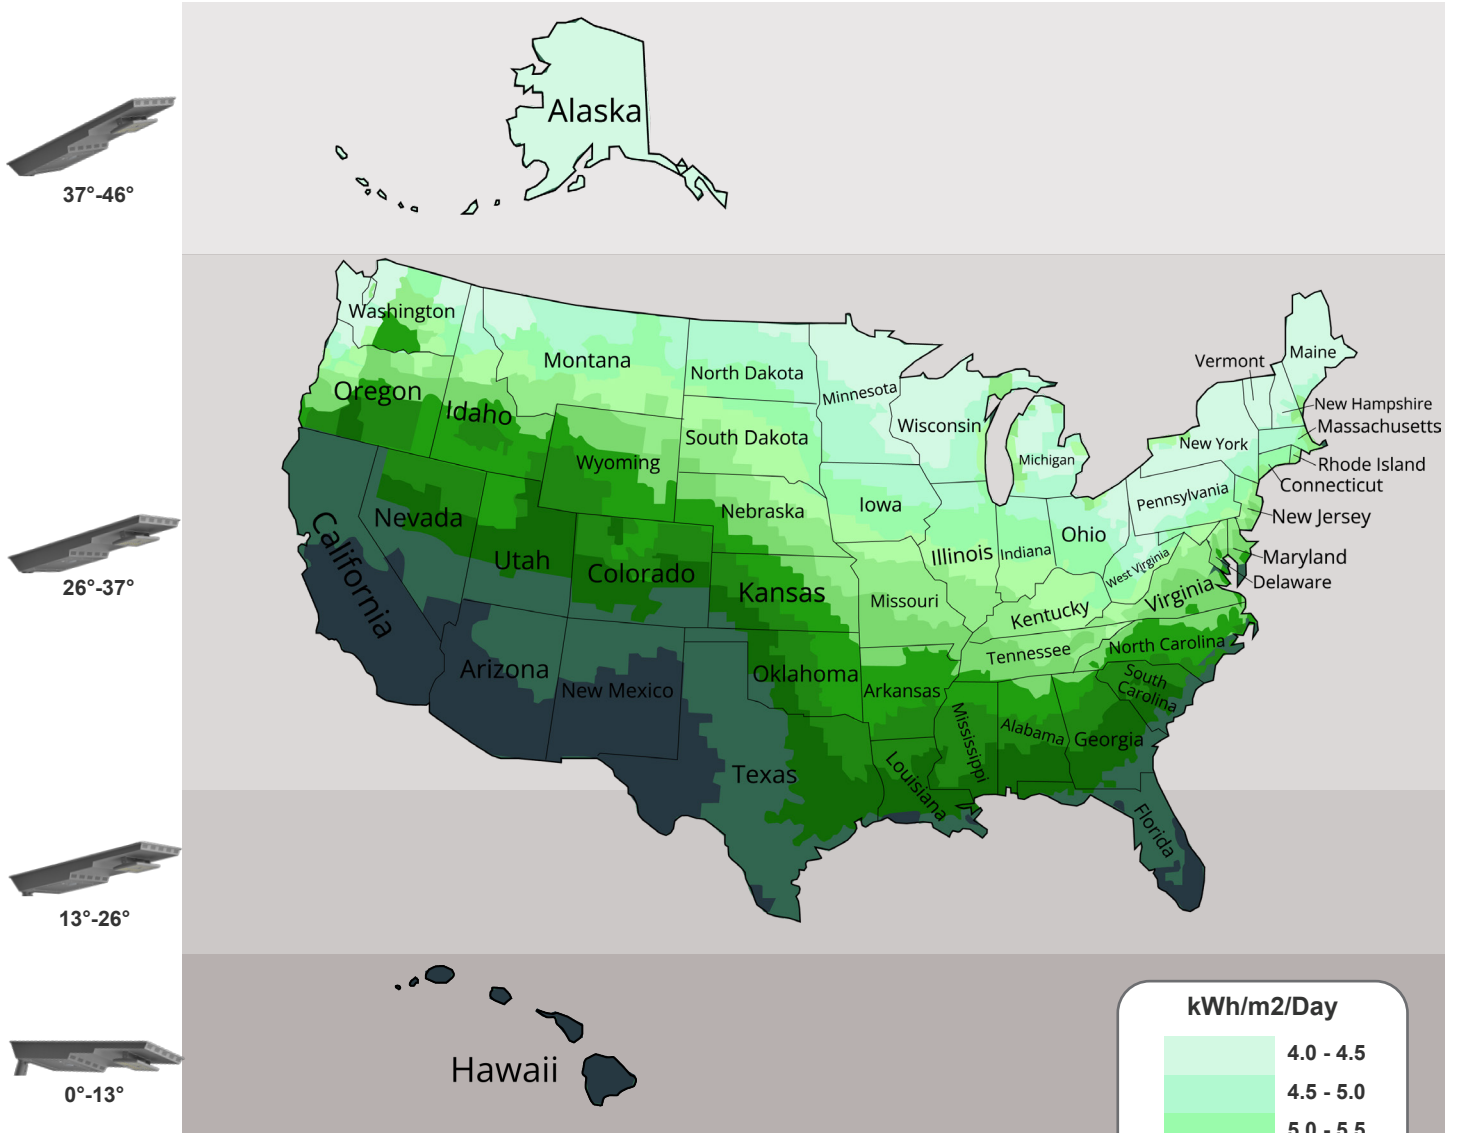 Alaska
37°-46°
Washington
Montana
North Dakota
Minnesota
Vermont
Maine
Oregon
Idaho
South Dakota
Wisconsin
Michigan
New Hampshire
Massachusetts
New York
Wyoming
Rhode Island
Connecticut
Nebraska
Iowa
Pennsylvania
New Jersey
California
Nevada
Utah
Colorado
Kansas
Illinois
Indiana
Ohio
West Virginia
Maryland
Delaware
26°-37°
Missouri
Kentucky
Virginia
Arizona
New Mexico
Oklahoma
Arkansas
Tennessee
North Carolina
South
Carolina
Texas
Louisiana
Mississippi
Alabama
Georgia
Florida
13°-26°
Hawaii
0°-13°
kWh/m2/Day
4.0 - 4.5
4.5 - 5.0
5.0 - 5.5